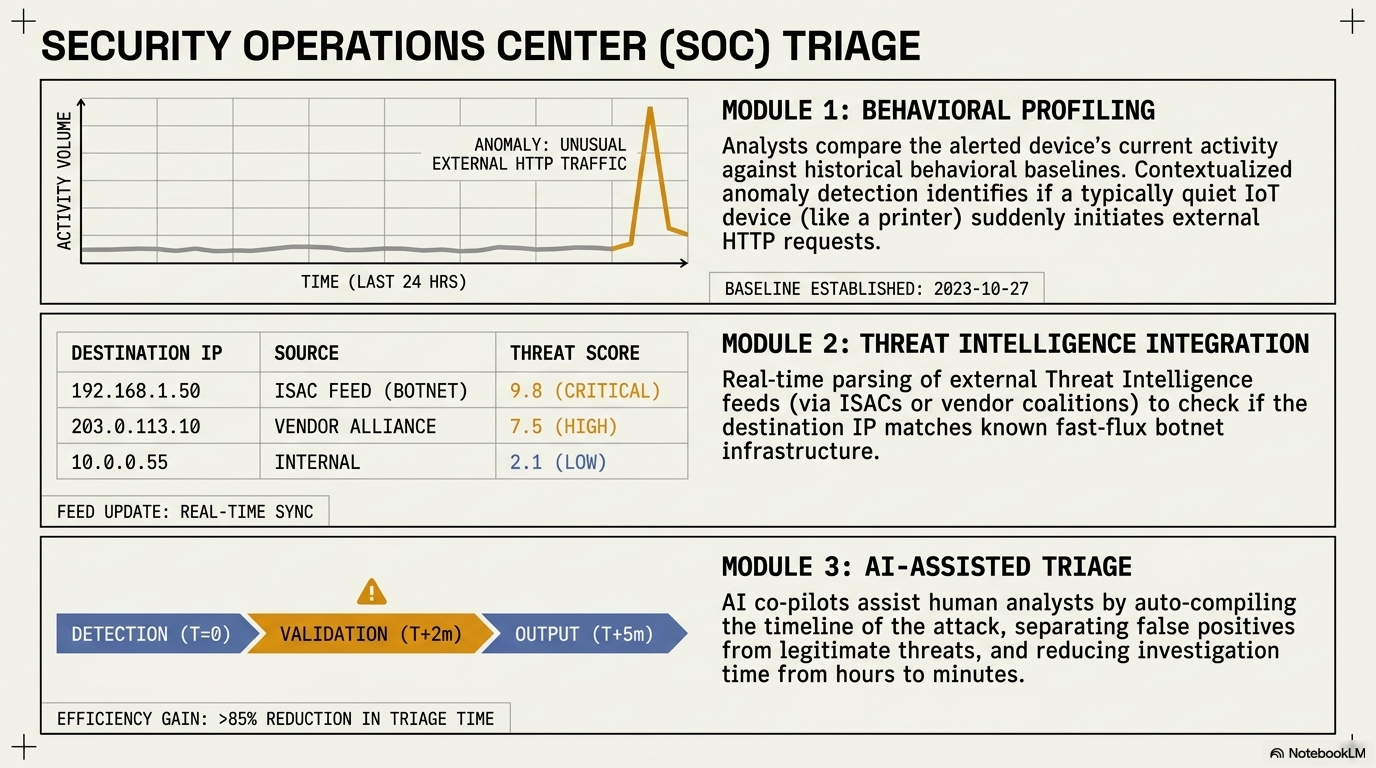 SECURITY OPERATIONS CENTER (SOC) TRIAGE
ACTIVITY VOLUME
ANOMALY: UNUSUAL
EXTERNAL HTTP TRAFFIC
TIME (LAST 24 HRS)
MODULE 1: BEHAVIORAL PROFILING
Analysts compare the alerted device's current activity
against historical behavioral baselines. Contextualized
anomaly detection identifies if a typically quiet IoT
device (like a printer) suddenly initiates external
HTTP requests.
BASELINE ESTABLISHED: 2023-10-27
DESTINATION IP SOURCE THREAT SCORE
192.168.1.50 ISAC FEED (BOTNET) 9.8 (CRITICAL)
203.0.113.10 VENDOR ALLIANCE 7.5 (HIGH)
10.0.0.55 INTERNAL 2.1 (LOW)
FEED UPDATE: REAL-TIME SYNC
MODULE 2: THREAT INTELLIGENCE INTEGRATION
Real-time parsing of external Threat Intelligence
feeds (via ISACs or vendor coalitions) to check if the
destination IP matches known fast-flux botnet
infrastructure.
DETECTION (T=0) VALIDATION (T+2m) OUTPUT (T+5m)
EFFICIENCY GAIN: >85% REDUCTION IN TRIAGE TIME
MODULE 3: AI-ASSISTED TRIAGE
AI co-pilots assist human analysts by auto-compiling
the timeline of the attack, separating false positives
from legitimate threats, and reducing investigation
time from hours to minutes.
NotebookLM